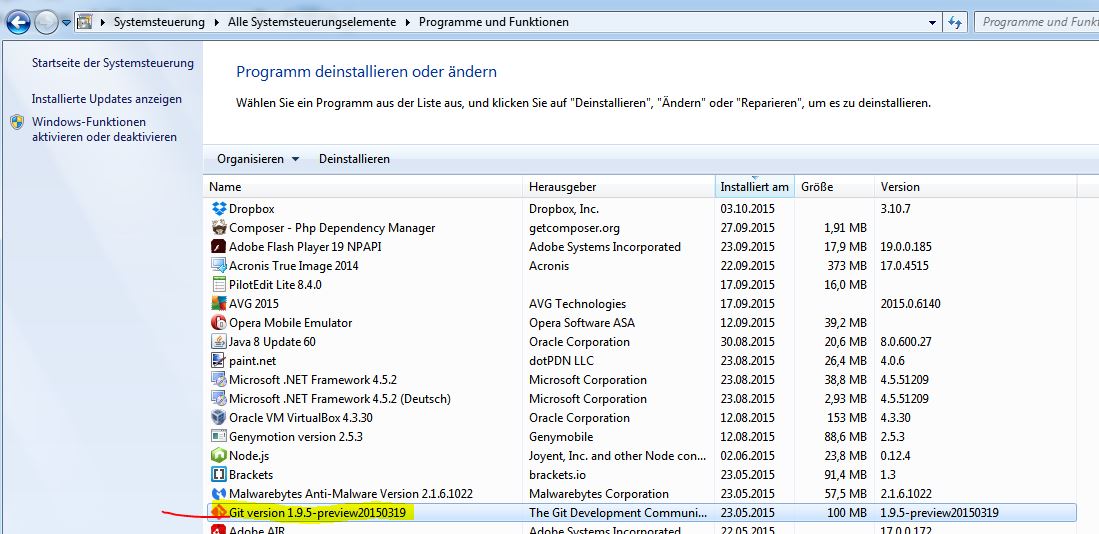 Systemsteuerung Alle Systemsteuerungselemente Programme und Funktionen Programme und Funkt
Startseite der Systemsteuerung
Installierte Updates anzeigen
Windows-Funktionen
aktivieren oder deaktivieren
Programm deinstallieren oder ändern
Wählen Sie ein Programm aus der Liste aus, und klicken Sie auf "Deinstallieren", "Ändern" oder "Reparieren", um es zu deinstallieren.
Organisieren Deinstallieren
Name Herausgeber Installiert am Größe Version
Dropbox Dropbox, Inc. 03.10.2015 3.10.7
Composer - Php Dependency Manager getcomposer.org 27.09.2015 1,91 MB
Adobe Flash Player 19 NPAPI Adobe Systems Incorporated 23.09.2015 17,9 MB 19.0.0.185
Acronis True Image 2014 Acronis 22.09.2015 373 MB 17.0.4515
PilotEdit Lite 8.4.0 17.09.2015 16,0 MB
AVG 2015 AVG Technologies 17.09.2015 2015.0.6140
Opera Mobile Emulator Opera Software ASA 12.09.2015 39,2 MB
Java 8 Update 60 Oracle Corporation 30.08.2015 20,6 MB 8.0.600.27
paint.net dotPDN LLC 23.08.2015 26,4 MB 4.0.6
Microsoft .NET Framework 4.5.2 Microsoft Corporation 23.08.2015 38,8 MB 4.5.51209
Microsoft .NET Framework 4.5.2 (Deutsch) Microsoft Corporation 23.08.2015 2,93 MB 4.5.51209
Oracle VM VirtualBox 4.3.30 Oracle Corporation 12.08.2015 153 MB 4.3.30
Genymotion version 2.5.3 Genymobile 12.08.2015 88,6 MB 2.5.3
Node.js Joyent, Inc. and other Node con... 02.06.2015 23,8 MB 0.12.4
Brackets brackets.io 23.05.2015 91,4 MB 1.3
Malwarebytes Anti-Malware Version 2.1.6.1022 Malwarebytes Corporation 23.05.2015 57,5 MB 2.1.6.1022
Git version 1.9.5-preview20150319 The Git Development Communi... 23.05.2015 100 MB 1.9.5-preview20150319
Adobe AIR Adobe Systems Incorporated 22.05.2015 17.0.0.172